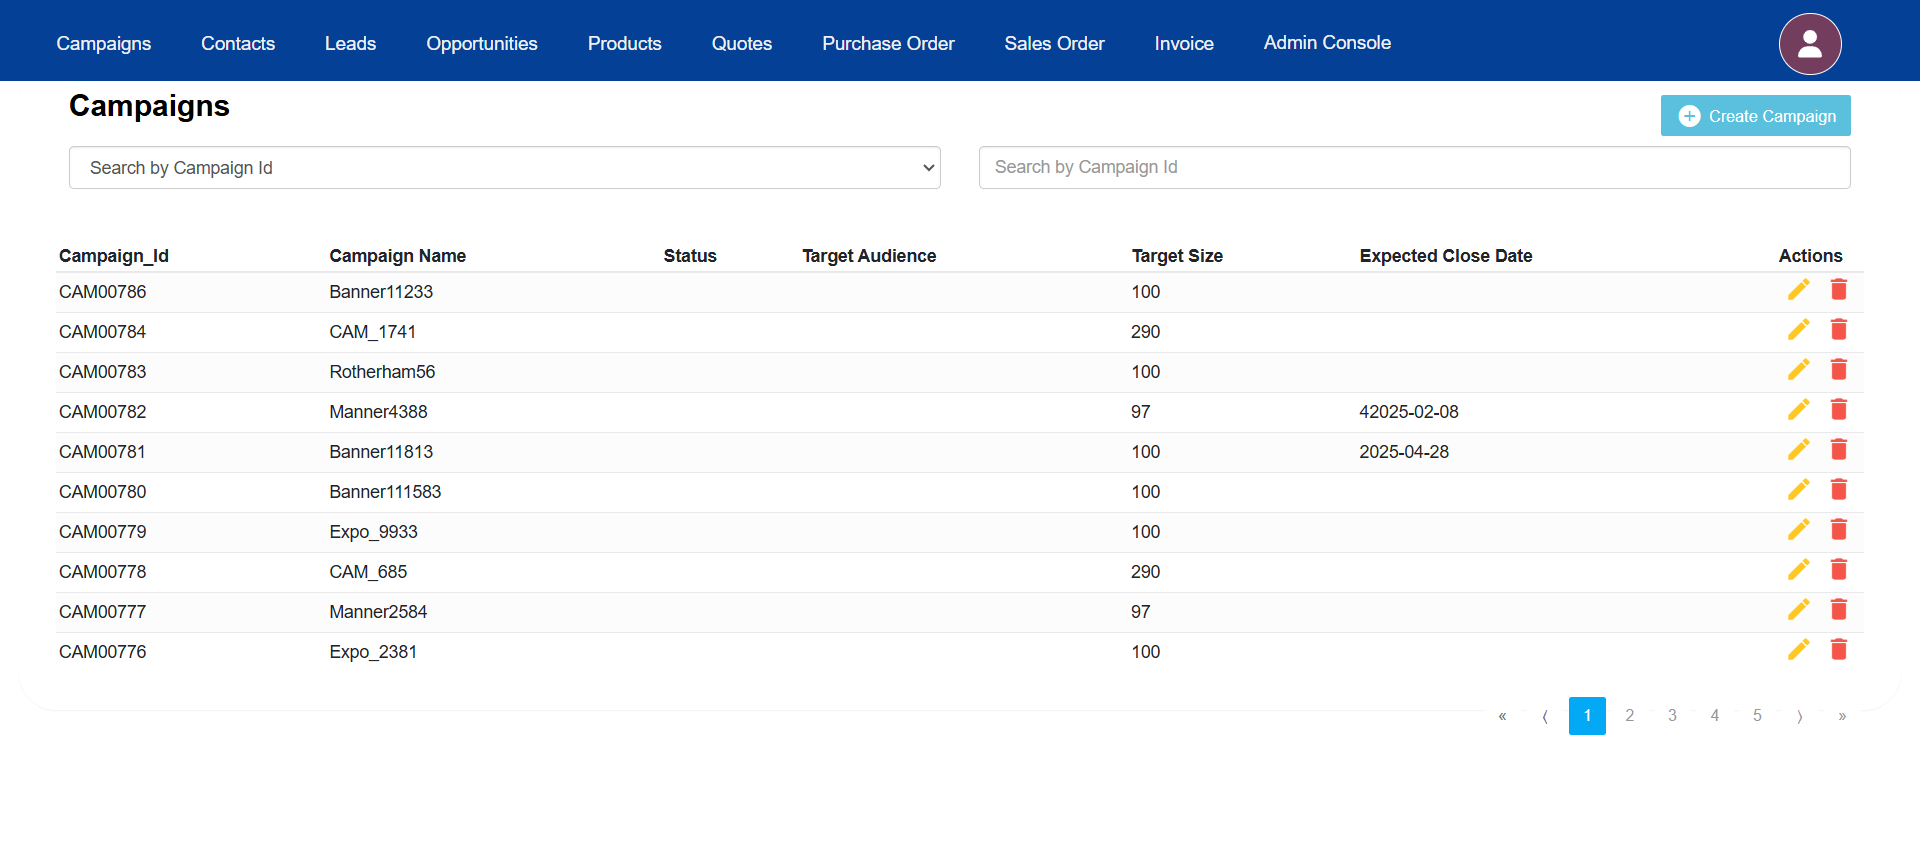 Campaigns Contacts Leads Opportunities Products Quotes Purchase Order Sales Order Invoice Admin Console
Campaigns
Create Campaign
Search by Campaign Id Search by Campaign Id
Campaign_Id Campaign Name Status Target Audience Target Size Expected Close Date Actions
CAM00786 Banner11233 100
CAM00784 CAM_1741 290
CAM00783 Rotherham56 100
CAM00782 Manner4388 97 42025-02-08
CAM00781 Banner11813 100 2025-04-28
CAM00780 Banner111583 100
CAM00779 Expo_9933 100
CAM00778 CAM_685 290
CAM00777 Manner2584 97
CAM00776 Expo_2381 100
« ⟨ 1 2 3 4 5 ⟩ »